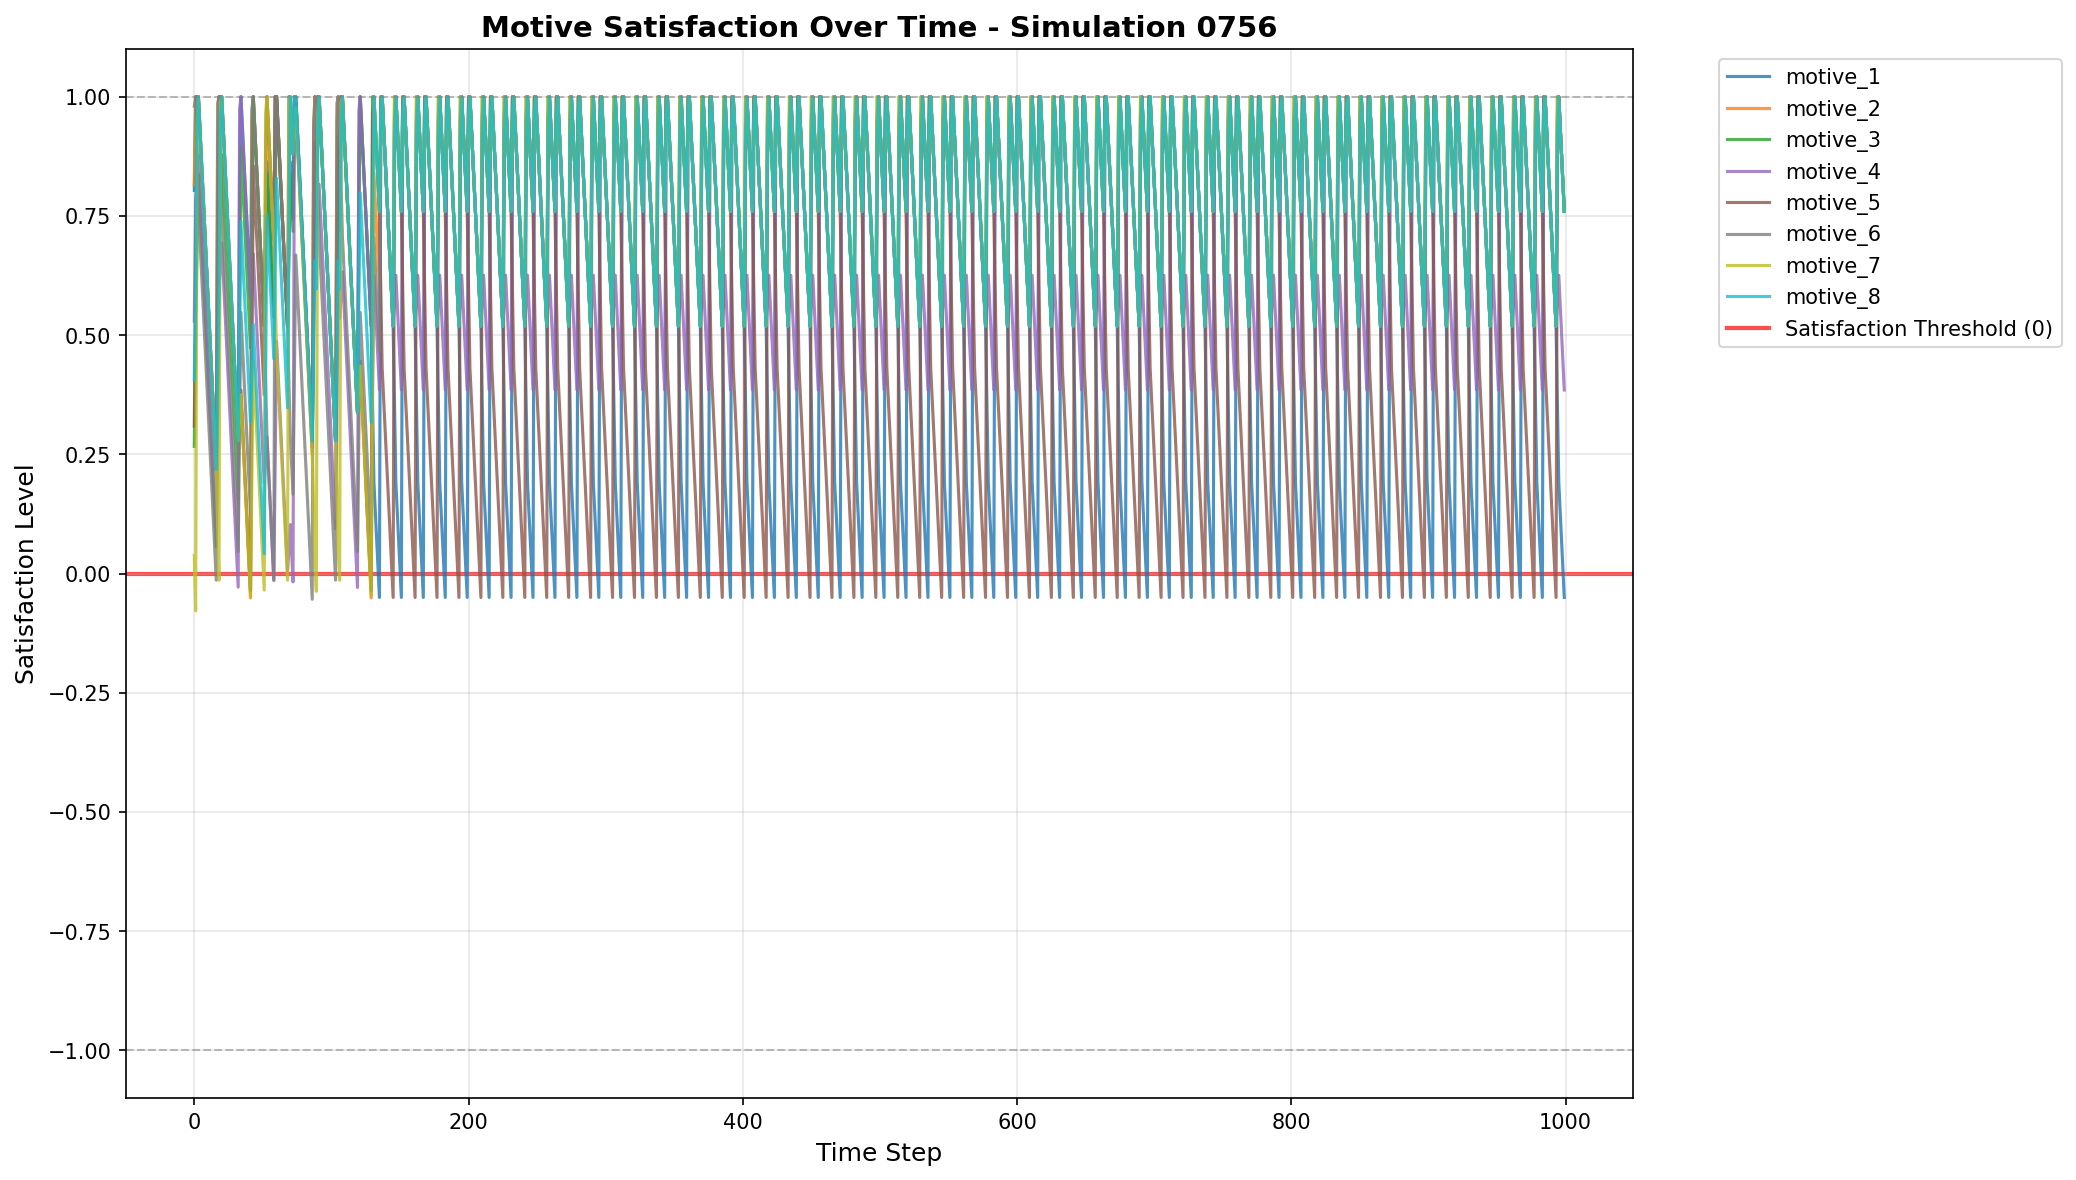 Motive Satisfaction Over Time - Simulation 0756
1.00
0.75
0.50
0.25
0.00
−0.25
−0.50
−0.75
−1.00
Satisfaction Level
0 200 400 600 800 1000
Time Step
motive_1
motive_2
motive_3
motive_4
motive_5
motive_6
motive_7
motive_8
Satisfaction Threshold (0)